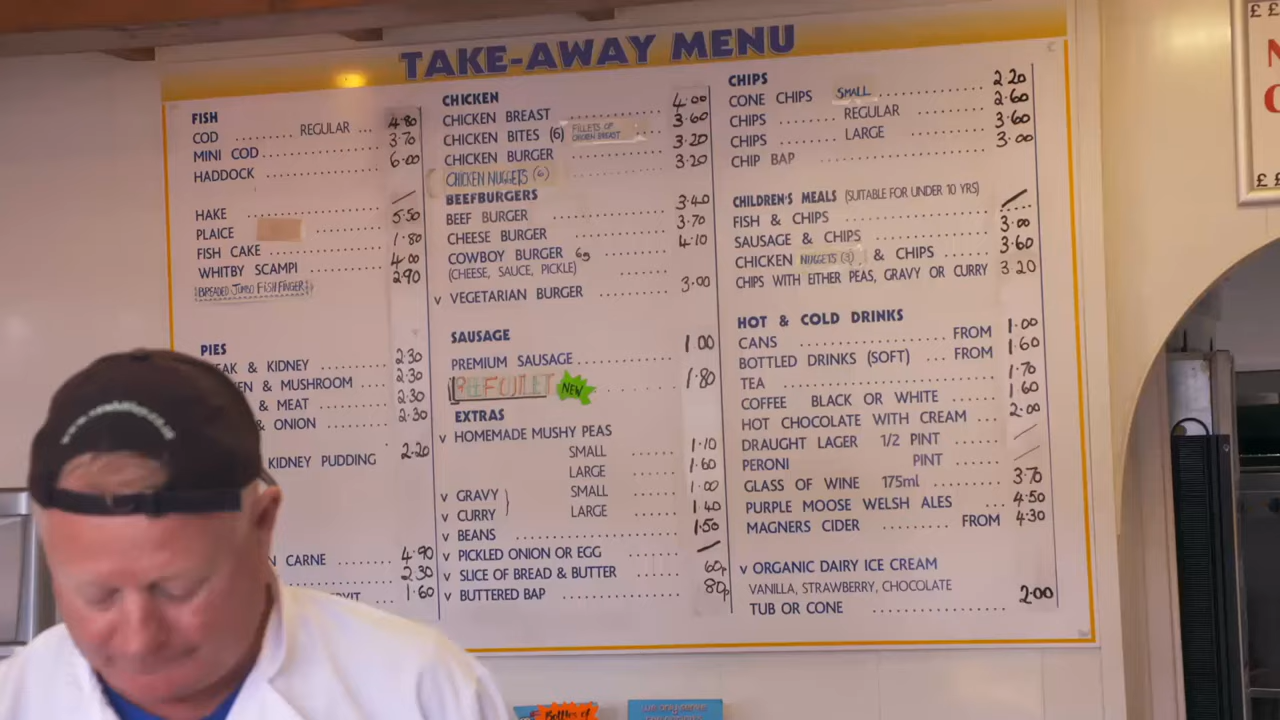 TAKE-AWAY MENU
FISH
COD ......... REGULAR ... 4.80
MINI COD 3.70
HADDOCK 6.00
HAKE
PLAICE 5.50
FISH CAKE 1.80
WHITBY SCAMPI 4.00
BREADED JUMBO FISH FINGER 2.90
PIES
& KIDNEY .... 2.30
& MUSHROOM .... 2.30
& MEAT .... 2.30
& ONION .... 2.30
KIDNEY PUDDING 2.20
CARNE .... 4.90
2.30
1.60
CHICKEN
CHICKEN BREAST 4.00
CHICKEN BITES (6) FILLETS OF CHICKEN BREAST 3.60
CHICKEN BURGER 3.20
CHICKEN NUGGETS (6) 3.20
BEEFBURGERS
BEEF BURGER 3.40
CHEESE BURGER 3.70
COWBOY BURGER 6g 4.10
(CHEESE, SAUCE, PICKLE)
V VEGETARIAN BURGER 3.00
SAUSAGE
PREMIUM SAUSAGE 1.00
NEW 1.80
EXTRAS
V HOMEMADE MUSHY PEAS
SMALL 1.10
LARGE 1.60
V GRAVY } SMALL 1.00
V CURRY LARGE 1.40
V BEANS 1.50
V PICKLED ONION OR EGG
V SLICE OF BREAD & BUTTER 60p
V BUTTERED BAP 80p
CHIPS
CONE CHIPS SMALL 2.20
CHIPS REGULAR 2.60
CHIPS LARGE 3.60
CHIP BAP 3.00
CHILDREN'S MEALS (SUITABLE FOR UNDER 10 YRS)
FISH & CHIPS
SAUSAGE & CHIPS 3.00
CHICKEN NUGGETS (3) & CHIPS 3.60
CHIPS WITH EITHER PEAS, GRAVY OR CURRY 3.20
HOT & COLD DRINKS
CANS FROM 1.00
BOTTLED DRINKS (SOFT) ... FROM 1.60
TEA 1.70
COFFEE BLACK OR WHITE 1.60
HOT CHOCOLATE WITH CREAM 2.00
DRAUGHT LAGER 1/2 PINT
PERONI PINT
GLASS OF WINE 175ml 3.70
PURPLE MOOSE WELSH ALES 4.50
MAGNERS CIDER FROM 4.30
V ORGANIC DAIRY ICE CREAM
VANILLA, STRAWBERRY, CHOCOLATE
TUB OR CONE 2.00
££
££
Bottles of
we only serve